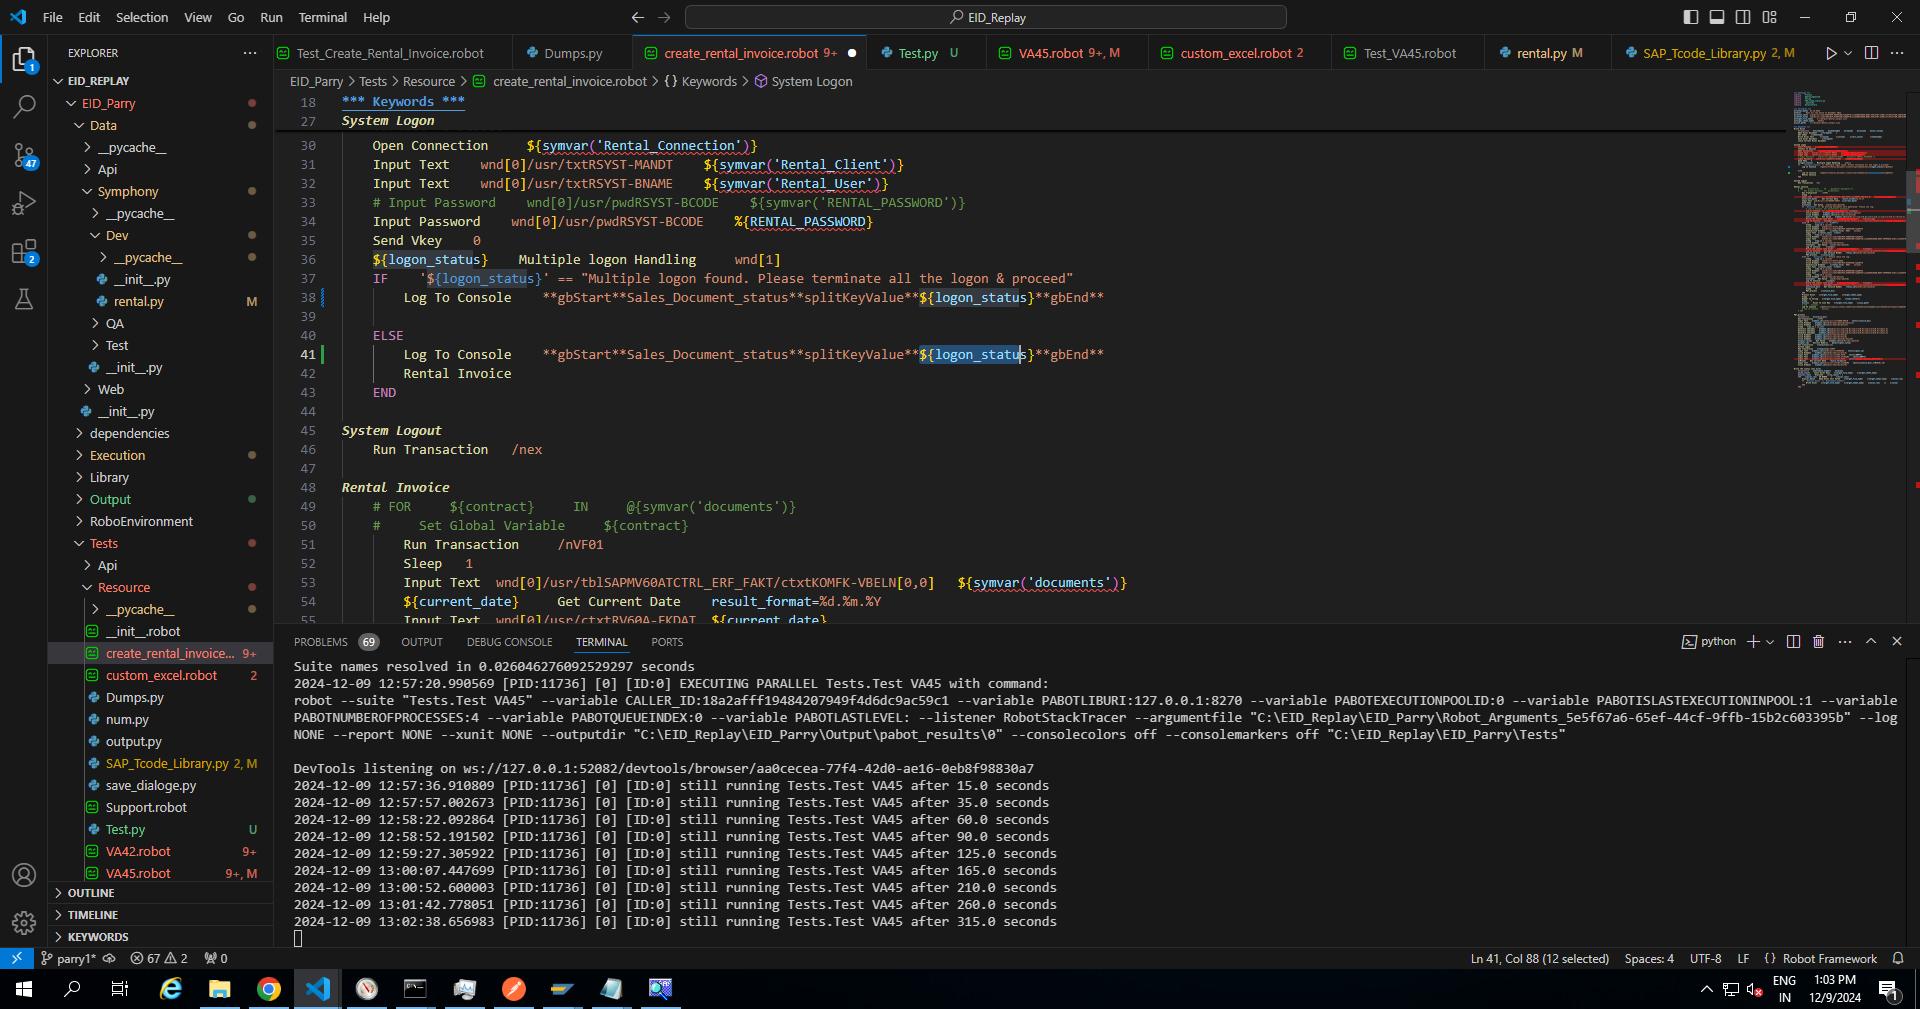 File Edit Selection View Go Run Terminal Help
EID_Replay
EXPLORER
Test_Create_Rental_Invoice.robot
Dumps.py
create_rental_invoice.robot 9+
Test.py U
VA45.robot 9+, M
custom_excel.robot 2
Test_VA45.robot
rental.py M
SAP_Tcode_Library.py 2, M
EID_REPLAY
EID_Parry
Data
__pycache__
Api
Symphony
__pycache__
Dev
__pycache__
__init__.py
rental.py M
QA
Test
__init__.py
Web
__init__.py
dependencies
Execution
Library
Output
RoboEnvironment
Tests
Api
Resource
__pycache__
__init__.robot
create_rental_invoice... 9+
custom_excel.robot 2
Dumps.py
num.py
output.py
SAP_Tcode_Library.py 2, M
save_dialoge.py
Support.robot
Test.py U
VA42.robot 9+
VA45.robot 9+, M
OUTLINE
TIMELINE
KEYWORDS
1
47
2
EID_Parry > Tests > Resource > create_rental_invoice.robot > {} Keywords > System Logon
18 *** Keywords ***
27 System Logon
30 Open Connection ${symvar('Rental_Connection')}
31 Input Text wnd[0]/usr/txtRSYST-MANDT ${symvar('Rental_Client')}
32 Input Text wnd[0]/usr/txtRSYST-BNAME ${symvar('Rental_User')}
33 # Input Password wnd[0]/usr/pwdRSYST-BCODE ${symvar('RENTAL_PASSWORD')}
34 Input Password wnd[0]/usr/pwdRSYST-BCODE %{RENTAL_PASSWORD}
35 Send Vkey 0
36 ${logon_status} Multiple logon Handling wnd[1]
37 IF '${logon_status}' == "Multiple logon found. Please terminate all the logon & proceed"
38 Log To Console **gbStart**Sales_Document_status**splitKeyValue**${logon_status}**gbEnd**
39
40 ELSE
41 Log To Console **gbStart**Sales_Document_status**splitKeyValue**${logon_status}**gbEnd**
42 Rental Invoice
43 END
44
45 System Logout
46 Run Transaction /nex
47
48 Rental Invoice
49 # FOR ${contract} IN @{symvar('documents')}
50 # Set Global Variable ${contract}
51 Run Transaction /nVF01
52 Sleep 1
53 Input Text wnd[0]/usr/tblSAPMV60ATCTRL_ERF_FAKT/ctxtKOMFK-VBELN[0,0] ${symvar('documents')}
54 ${current_date} Get Current Date result_format=%d.%m.%Y
55 Input Text wnd[0]/usr/ctxtRV60A-FKDAT ${current_date}
PROBLEMS 69 OUTPUT DEBUG CONSOLE TERMINAL PORTS
python
Suite names resolved in 0.026046276092529297 seconds
2024-12-09 12:57:20.990569 [PID:11736] [0] [ID:0] EXECUTING PARALLEL Tests.Test VA45 with command:
robot --suite "Tests.Test VA45" --variable CALLER_ID:18a2afff19484207949f4d6dc9ac59c1 --variable PABOTLIBURI:127.0.0.1:8270 --variable PABOTEXECUTIONPOOLID:0 --variable PABOTISLASTEXECUTIONINPOOL:1 --variable
PABOTNUMBEROFPROCESSES:4 --variable PABOTQUEUEINDEX:0 --variable PABOTLASTLEVEL: --listener RobotStackTracer --argumentfile "C:\EID_Replay\EID_Parry\Robot_Arguments_5e5f67a6-65ef-44cf-9ffb-15b2c603395b" --log
NONE --report NONE --xunit NONE --outputdir "C:\EID_Replay\EID_Parry\Output\pabot_results\0" --consolecolors off --consolemarkers off "C:\EID_Replay\EID_Parry\Tests"
DevTools listening on ws://127.0.0.1:52082/devtools/browser/aa0cecea-77f4-42d0-ae16-0eb8f98830a7
2024-12-09 12:57:36.910809 [PID:11736] [0] [ID:0] still running Tests.Test VA45 after 15.0 seconds
2024-12-09 12:57:57.002673 [PID:11736] [0] [ID:0] still running Tests.Test VA45 after 35.0 seconds
2024-12-09 12:58:22.092864 [PID:11736] [0] [ID:0] still running Tests.Test VA45 after 60.0 seconds
2024-12-09 12:58:52.191502 [PID:11736] [0] [ID:0] still running Tests.Test VA45 after 90.0 seconds
2024-12-09 12:59:27.305922 [PID:11736] [0] [ID:0] still running Tests.Test VA45 after 125.0 seconds
2024-12-09 13:00:07.447699 [PID:11736] [0] [ID:0] still running Tests.Test VA45 after 165.0 seconds
2024-12-09 13:00:52.600003 [PID:11736] [0] [ID:0] still running Tests.Test VA45 after 210.0 seconds
2024-12-09 13:01:42.778051 [PID:11736] [0] [ID:0] still running Tests.Test VA45 after 260.0 seconds
2024-12-09 13:02:38.656983 [PID:11736] [0] [ID:0] still running Tests.Test VA45 after 315.0 seconds
parry1* 67 2 0
Ln 41, Col 88 (12 selected) Spaces: 4 UTF-8 LF {} Robot Framework
ENG
IN
1:03 PM
12/9/2024
1